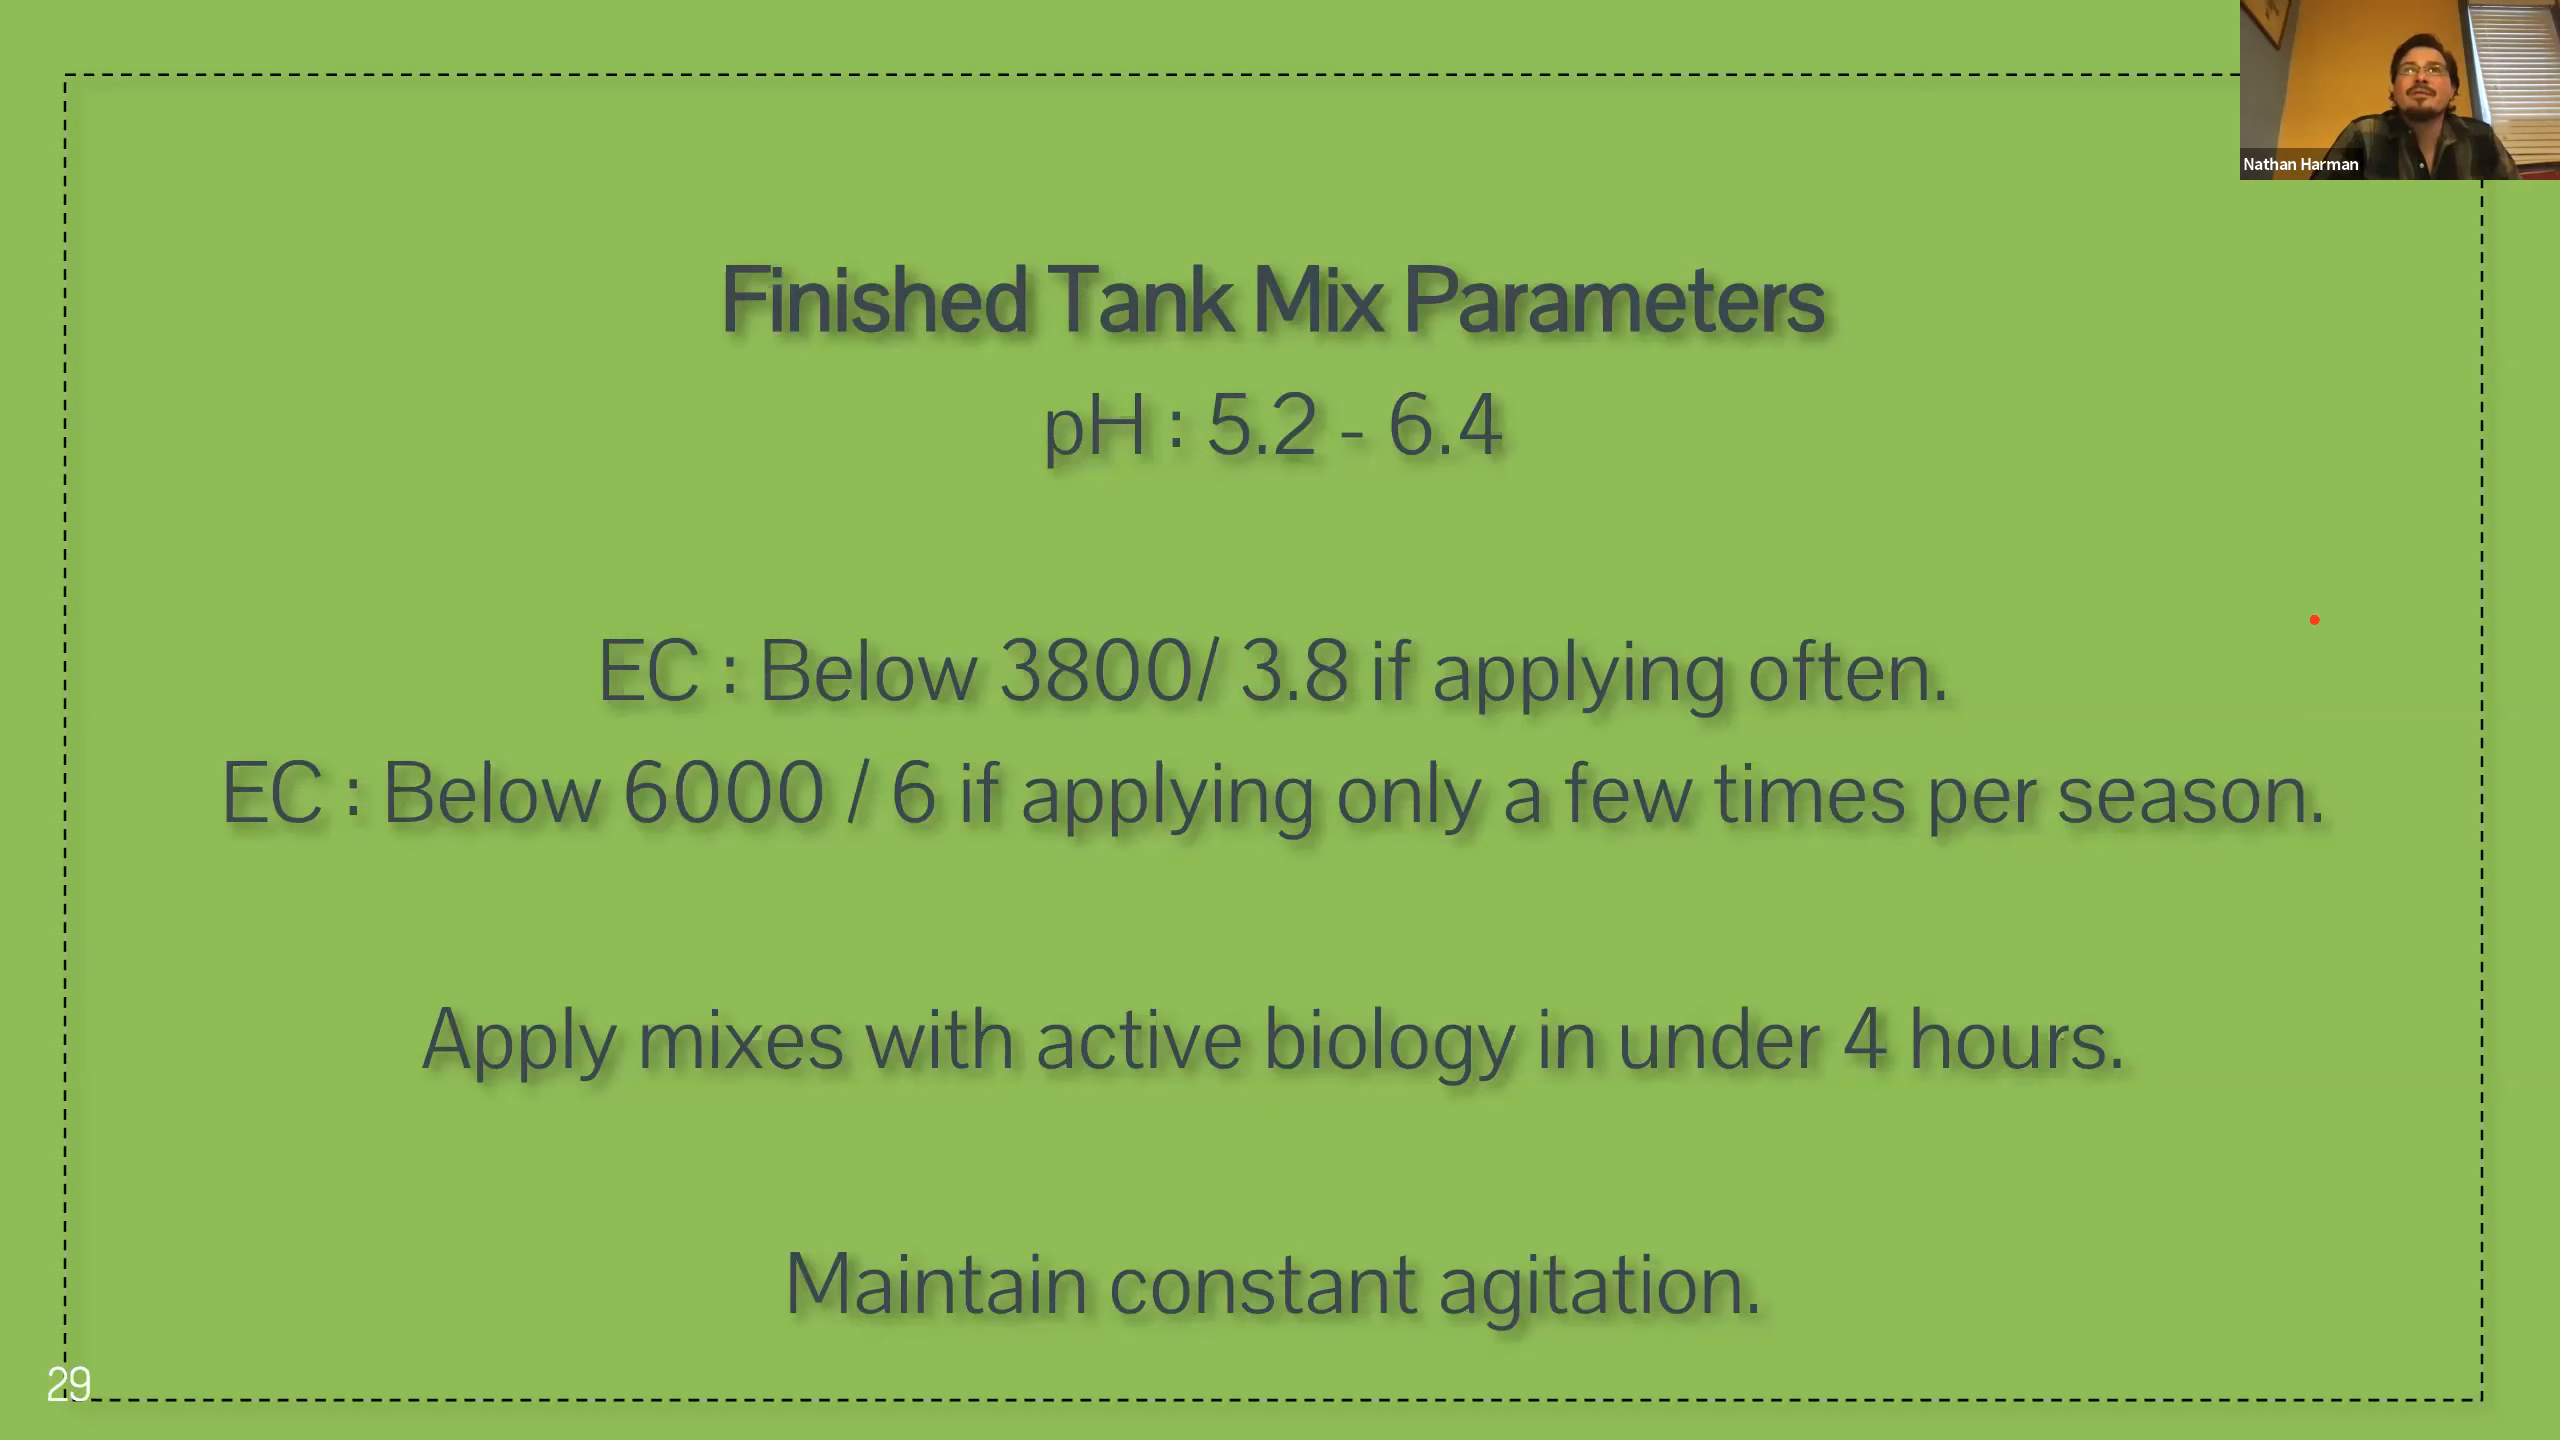 Nathan Harman
Finished Tank Mix Parameters
pH : 5.2 - 6.4
EC : Below 3800/ 3.8 if applying often.
EC : Below 6000 / 6 if applying only a few times per season.
Apply mixes with active biology in under 4 hours.
Maintain constant agitation.
29